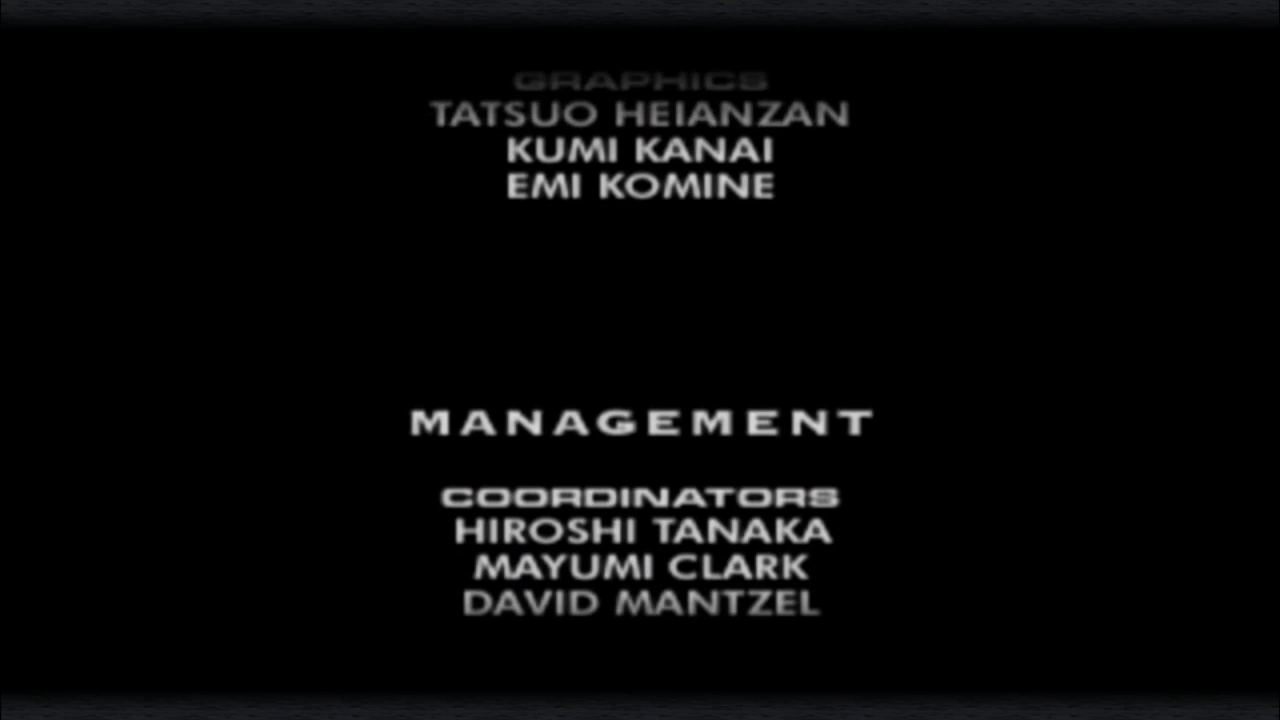 GRAPHICS
TATSUO HEIANZAN
KUMI KANAI
EMI KOMINE
MANAGEMENT
COORDINATORS
HIROSHI TANAKA
MAYUMI CLARK
DAVID MANTZEL